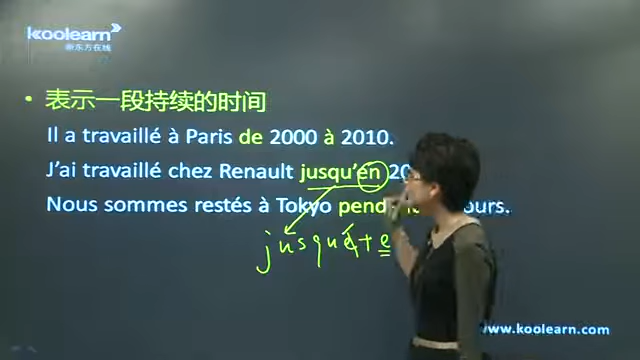 koolearn
新东方在线
• 表示一段持续的时间
Il a travaillé à Paris de 2000 à 2010.
J'ai travaillé chez Renault jusqu'en
Nous sommes restés à Tokyo
jusque + e
www.koolearn.com